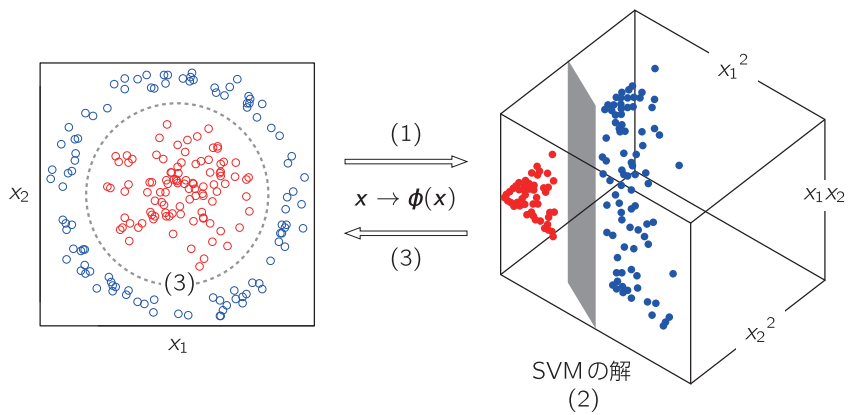 x₂
(3)
x₁
(1)
x → ϕ(x)
(3)
x₁²
x₁x₂
x₂²
SVMの解
(2)